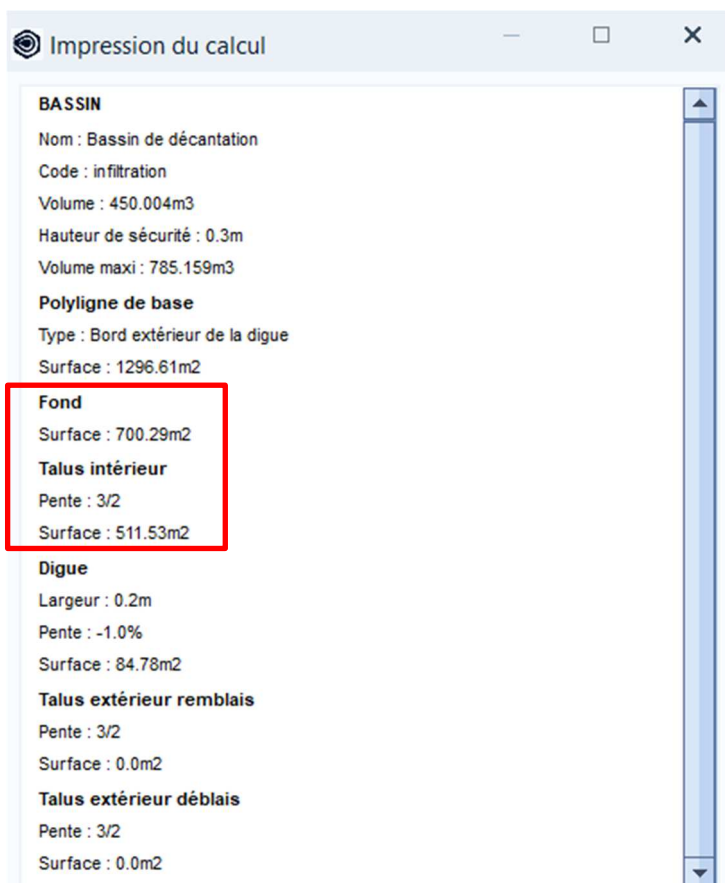 Impression du calcul
BASSIN
Nom : Bassin de décantation
Code : infiltration
Volume : 450.004m3
Hauteur de sécurité : 0.3m
Volume maxi : 785.159m3
Polyligne de base
Type : Bord extérieur de la digue
Surface : 1296.61m2
Fond
Surface : 700.29m2
Talus intérieur
Pente : 3/2
Surface : 511.53m2
Digue
Largeur : 0.2m
Pente : -1.0%
Surface : 84.78m2
Talus extérieur remblais
Pente : 3/2
Surface : 0.0m2
Talus extérieur déblais
Pente : 3/2
Surface : 0.0m2